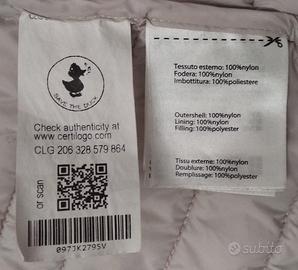 SAVE THE DUCK
Check authenticity at
www.certilogo.com
CLG 206 328 579 864
or scan
097JK279SV
Tessuto esterno: 100%nylon
Fodera: 100%nylon
Imbottitura: 100%poliestere
Outershell: 100%nylon
Lining: 100%nylon
Filling: 100%polyester
Tissu externe: 100%nylon
Doublure: 100%nylon
Remplissage: 100%polyester
subito